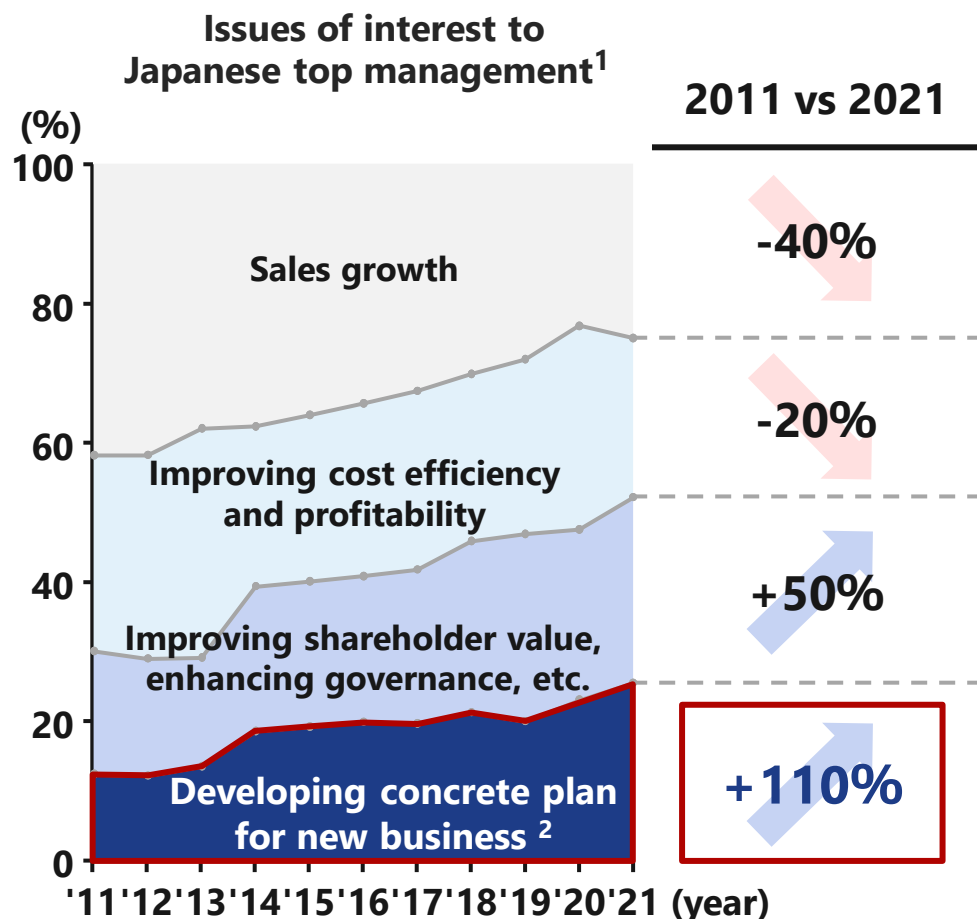 Issues of interest to
Japanese top management1
2011 vs 2021
(%)
100
80
60
40
20
0
Sales growth
-40%
Improving cost efficiency
and profitability
-20%
Improving shareholder value,
enhancing governance, etc.
+50%
Developing concrete plan
for new business 2
+110%
'11 '12 '13 '14 '15 '16 '17 '18 '19 '20 '21 (year)